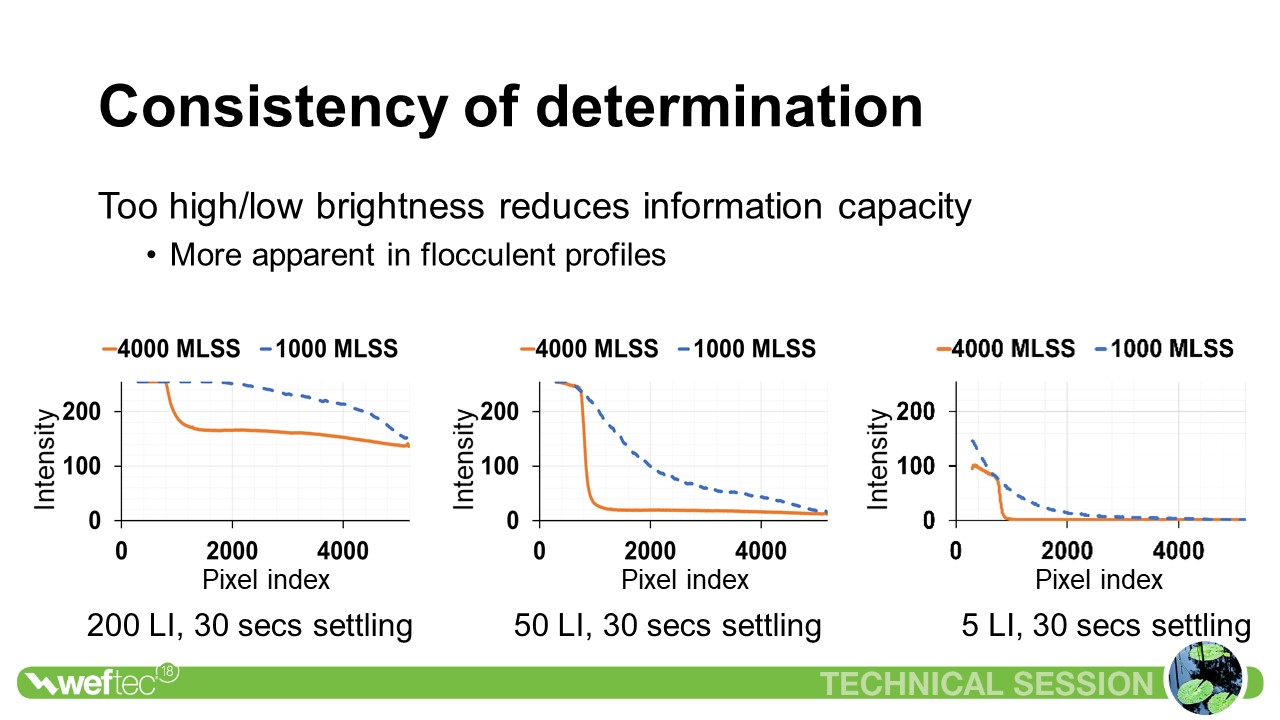 Consistency of determination
Too high/low brightness reduces information capacity
• More apparent in flocculent profiles
4000 MLSS 1000 MLSS
Intensity
200
100
0
0 2000 4000
Pixel index
200 LI, 30 secs settling
4000 MLSS 1000 MLSS
Intensity
200
100
0
0 2000 4000
Pixel index
50 LI, 30 secs settling
4000 MLSS 1000 MLSS
Intensity
200
100
0
0 2000 4000
Pixel index
5 LI, 30 secs settling
weftec 18
TECHNICAL SESSION